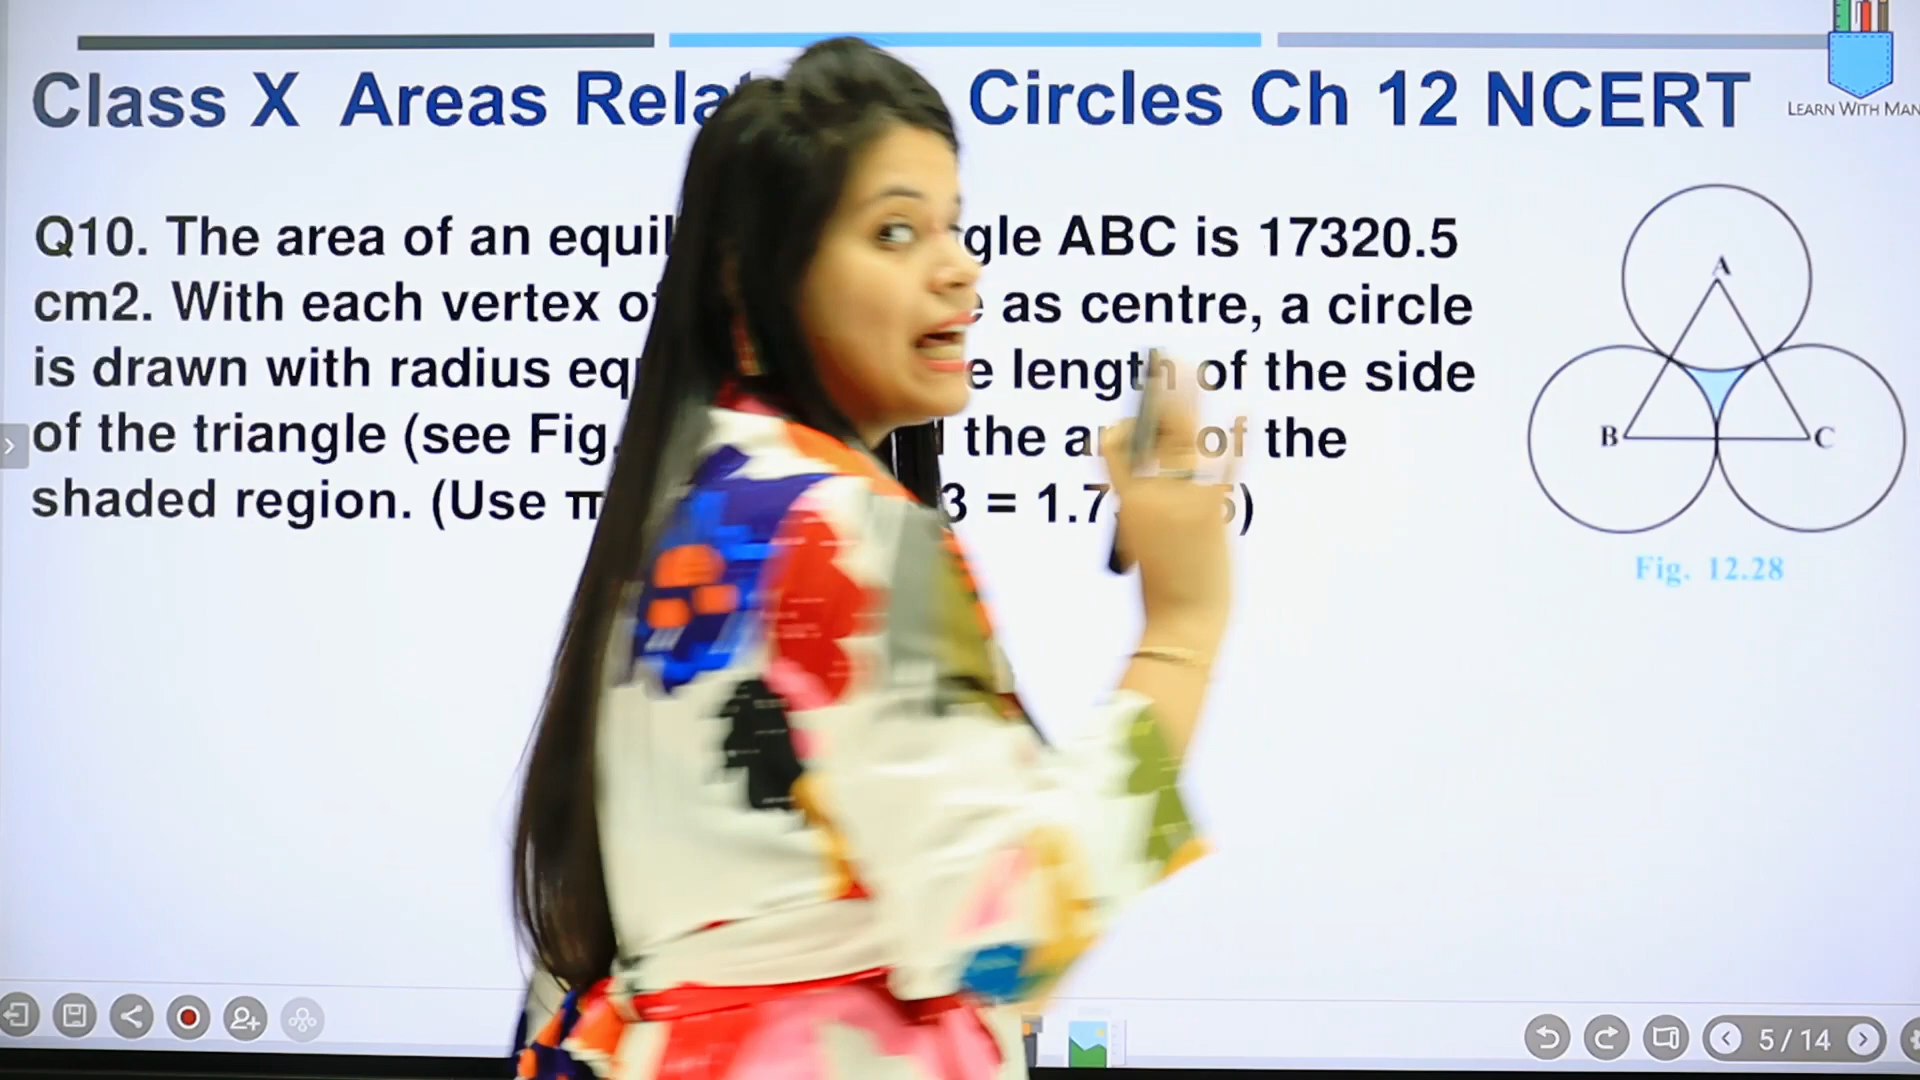 Class X Areas Rela Circles Ch 12 NCERT
LEARN WITH MAN
Q10. The area of an equil gle ABC is 17320.5
cm2. With each vertex of as centre, a circle
is drawn with radius eq e length of the side
of the triangle (see Fig. the of the
shaded region. (Use π 3 = 1.7 5)
A
B
C
Fig. 12.28
5 / 14